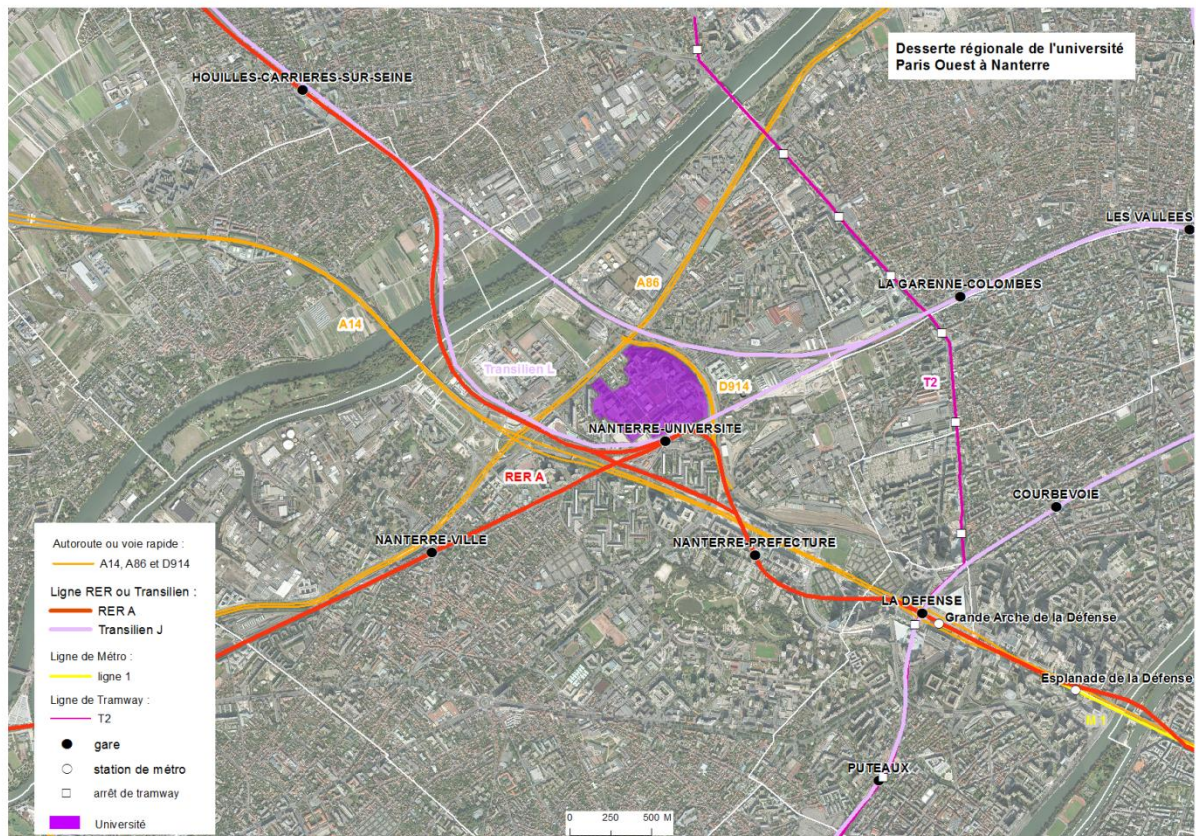 Desserte régionale de l'université
Paris Ouest à Nanterre
HOUILLES-CARRIERES-SUR-SEINE
LES VALLEES
A86
LA GARENNE-COLOMBES
A14
Transilien L
D914
T2
NANTERRE-UNIVERSITE
RER A
COURBEVOIE
NANTERRE-VILLE
NANTERRE-PREFECTURE
LA DEFENSE
Grande Arche de la Défense
Esplanade de la Défense
M 1
PUTEAUX
Autoroute ou voie rapide :
A14, A86 et D914
Ligne RER ou Transilien :
RER A
Transilien J
Ligne de Métro :
ligne 1
Ligne de Tramway :
T2
gare
station de métro
arrêt de tramway
Université
0 250 500 M